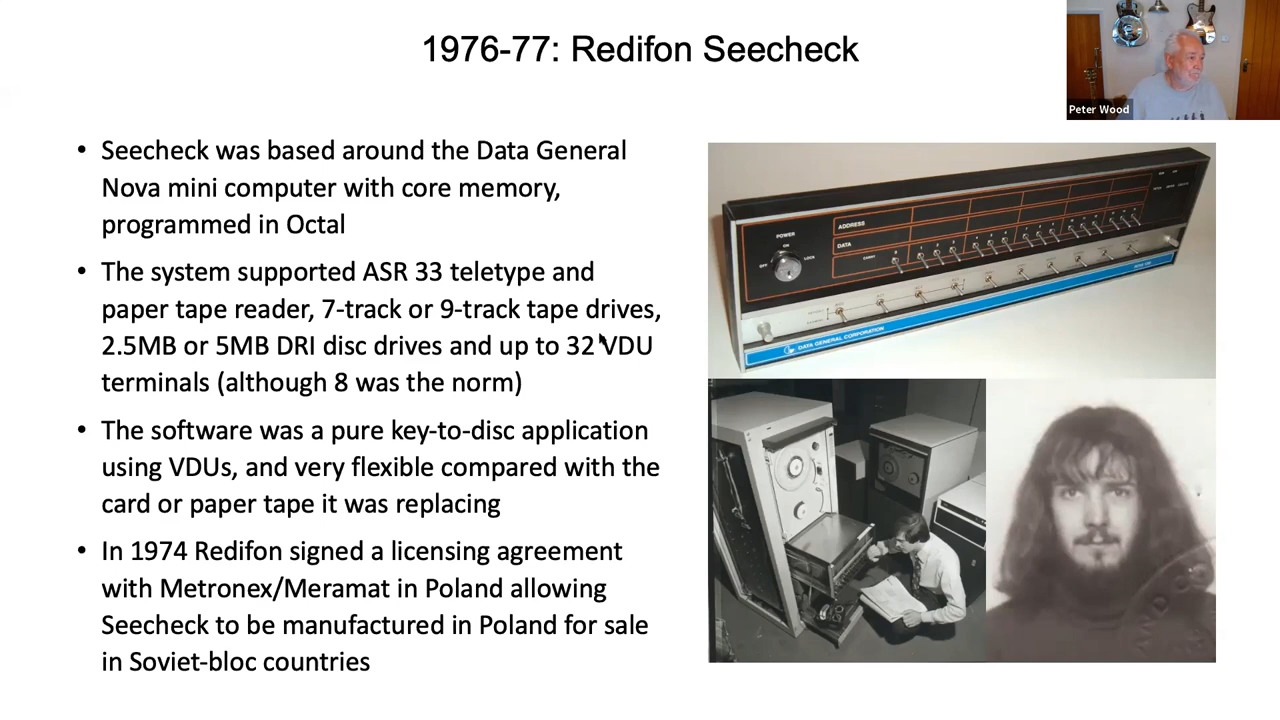 1976-77: Redifon Seecheck
Peter Wood
• Seecheck was based around the Data General
Nova mini computer with core memory,
programmed in Octal
• The system supported ASR 33 teletype and
paper tape reader, 7-track or 9-track tape drives,
2.5MB or 5MB DRI disc drives and up to 32 VDU
terminals (although 8 was the norm)
• The software was a pure key-to-disc application
using VDUs, and very flexible compared with the
card or paper tape it was replacing
• In 1974 Redifon signed a licensing agreement
with Metronex/Meramat in Poland allowing
Seecheck to be manufactured in Poland for sale
in Soviet-bloc countries
POWER
ON
OFF
LOCK
ADDRESS
DATA
CARRY
DATA GENERAL CORPORATION